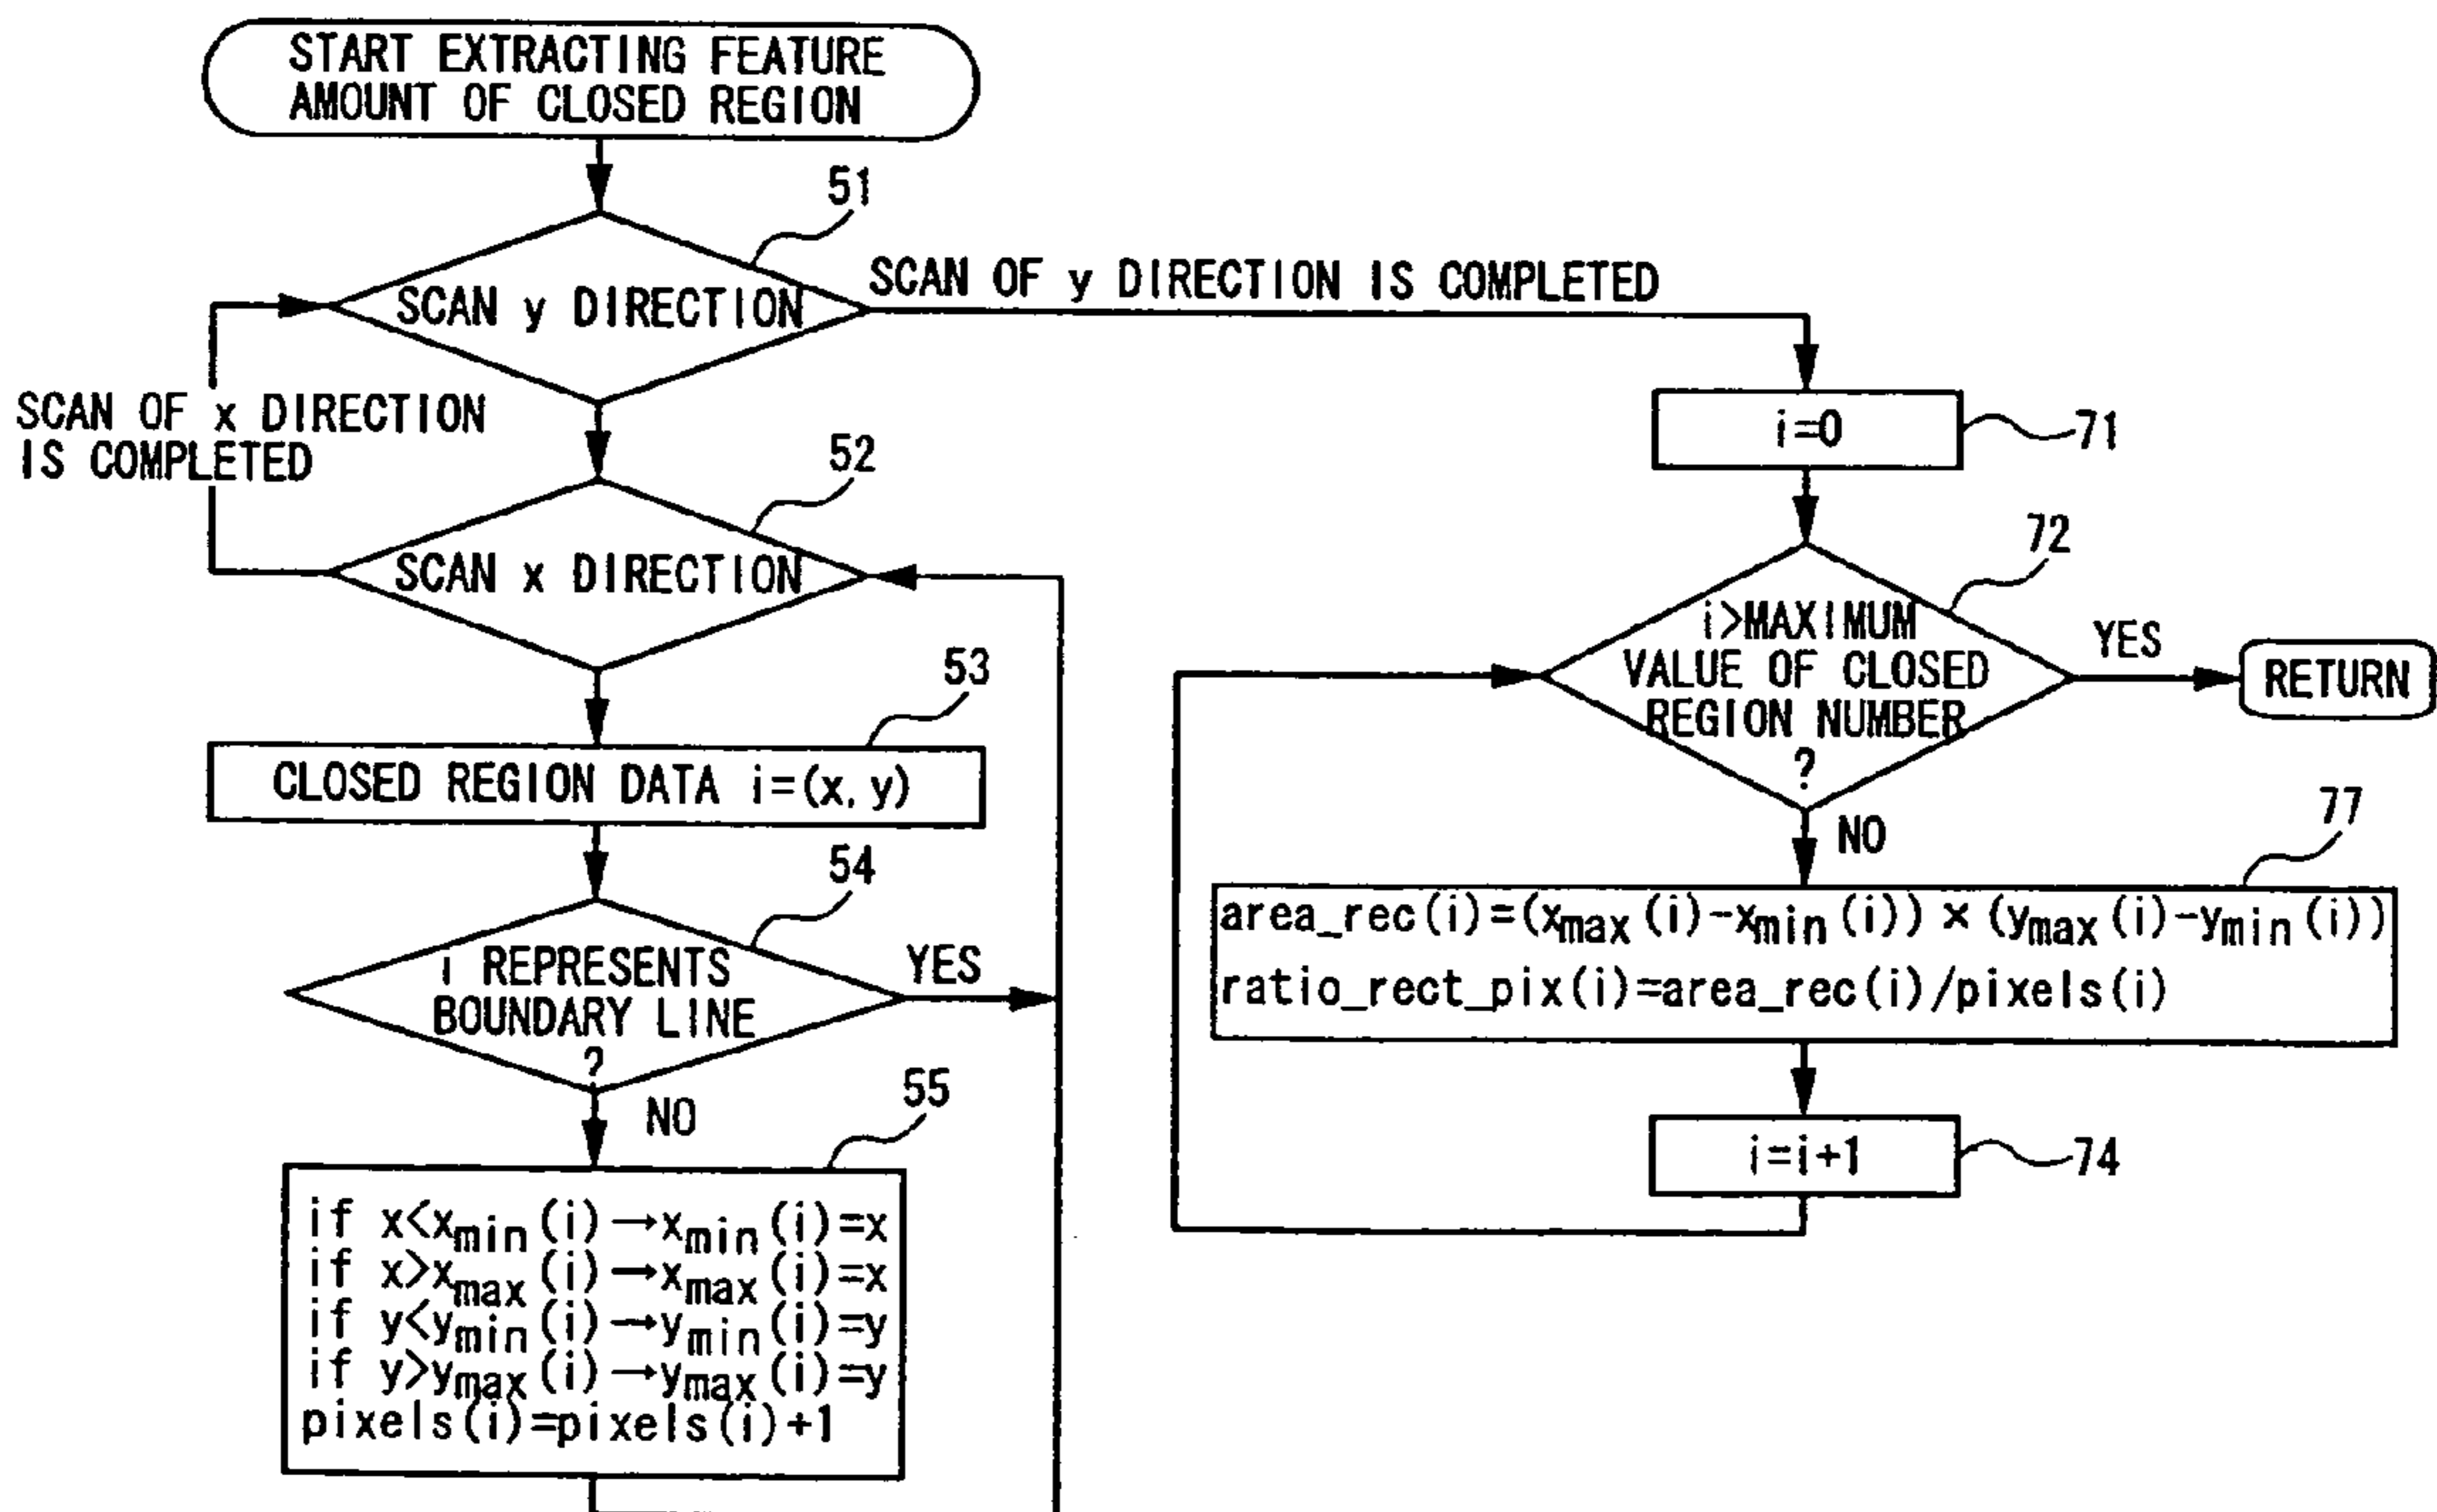 START EXTRACTING FEATURE
AMOUNT OF CLOSED REGION
51
SCAN y DIRECTION
SCAN OF y DIRECTION IS COMPLETED
SCAN OF x DIRECTION
IS COMPLETED
52
SCAN x DIRECTION
53
CLOSED REGION DATA i=(x, y)
54
i REPRESENTS
BOUNDARY LINE
?
YES
NO
55
if x<xmin(i)→xmin(i)=x
if x>xmax(i)→xmax(i)=x
if y<ymin(i)→ymin(i)=y
if y>ymax(i)→ymax(i)=y
pixels(i)=pixels(i)+1
i=0
71
72
i>MAXIMUM
VALUE OF CLOSED
REGION NUMBER
?
YES
RETURN
NO
77
area_rec(i)=(xmax(i)-xmin(i)) × (ymax(i)-ymin(i))
ratio_rect_pix(i)=area_rec(i)/pixels(i)
i=i+1
74